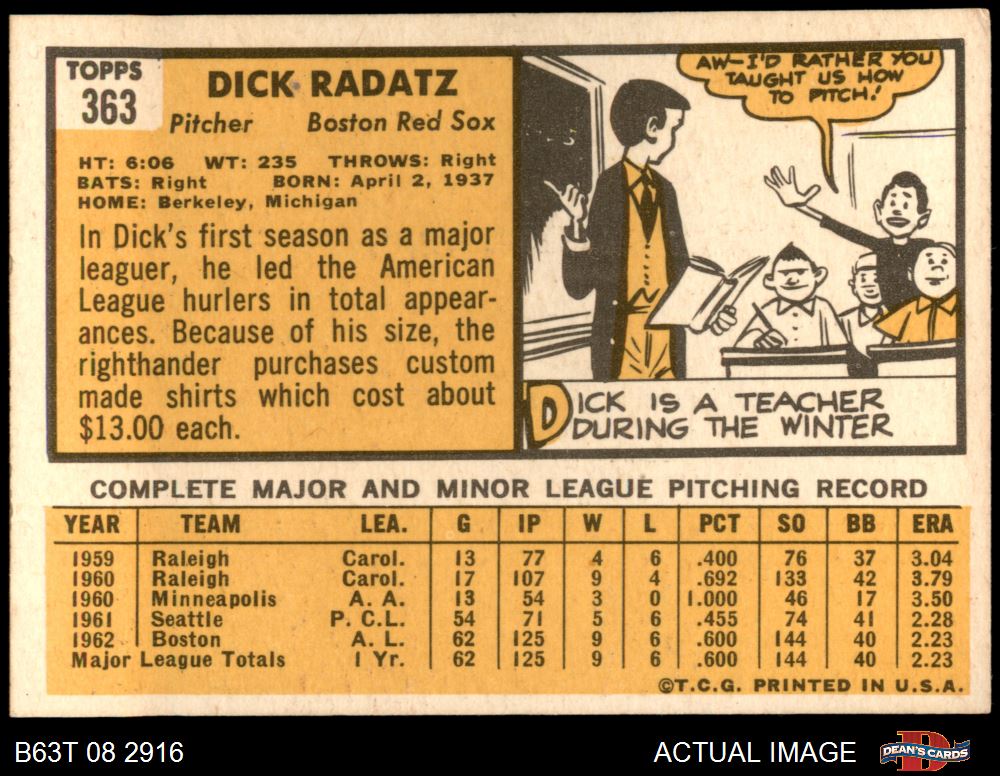 TOPPS
363
DICK RADATZ
Pitcher Boston Red Sox
HT: 6:06 WT: 235 THROWS: Right
BATS: Right BORN: April 2, 1937
HOME: Berkeley, Michigan
In Dick's first season as a major
leaguer, he led the American
League hurlers in total appear-
ances. Because of his size, the
righthander purchases custom
made shirts which cost about
$13.00 each.
AW-I'D RATHER YOU
TAUGHT US HOW
TO PITCH!
DICK IS A TEACHER
DURING THE WINTER
COMPLETE MAJOR AND MINOR LEAGUE PITCHING RECORD
YEAR TEAM LEA. G IP W L PCT SO BB ERA
1959 Raleigh Carol. 13 77 4 6 .400 76 37 3.04
1960 Raleigh Carol. 17 107 9 4 .692 133 42 3.79
1960 Minneapolis A. A. 13 54 3 0 1.000 46 17 3.50
1961 Seattle P. C. L. 54 71 5 6 .455 74 41 2.28
1962 Boston A. L. 62 125 9 6 .600 144 40 2.23
Major League Totals 1 Yr. 62 125 9 6 .600 144 40 2.23
©T.C.G. PRINTED IN U.S.A.
B63T 08 2916 ACTUAL IMAGE DEAN'S CARDS